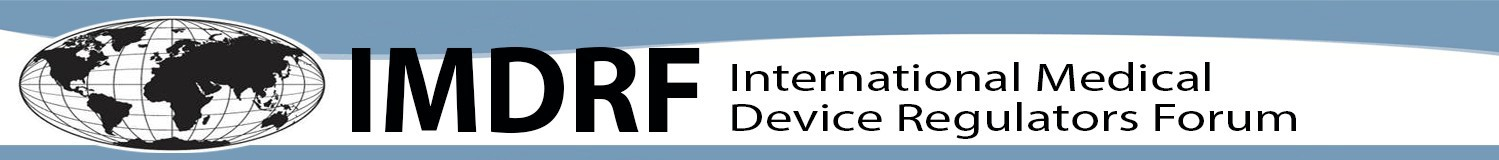 IMDRF
International Medical
Device Regulators Forum